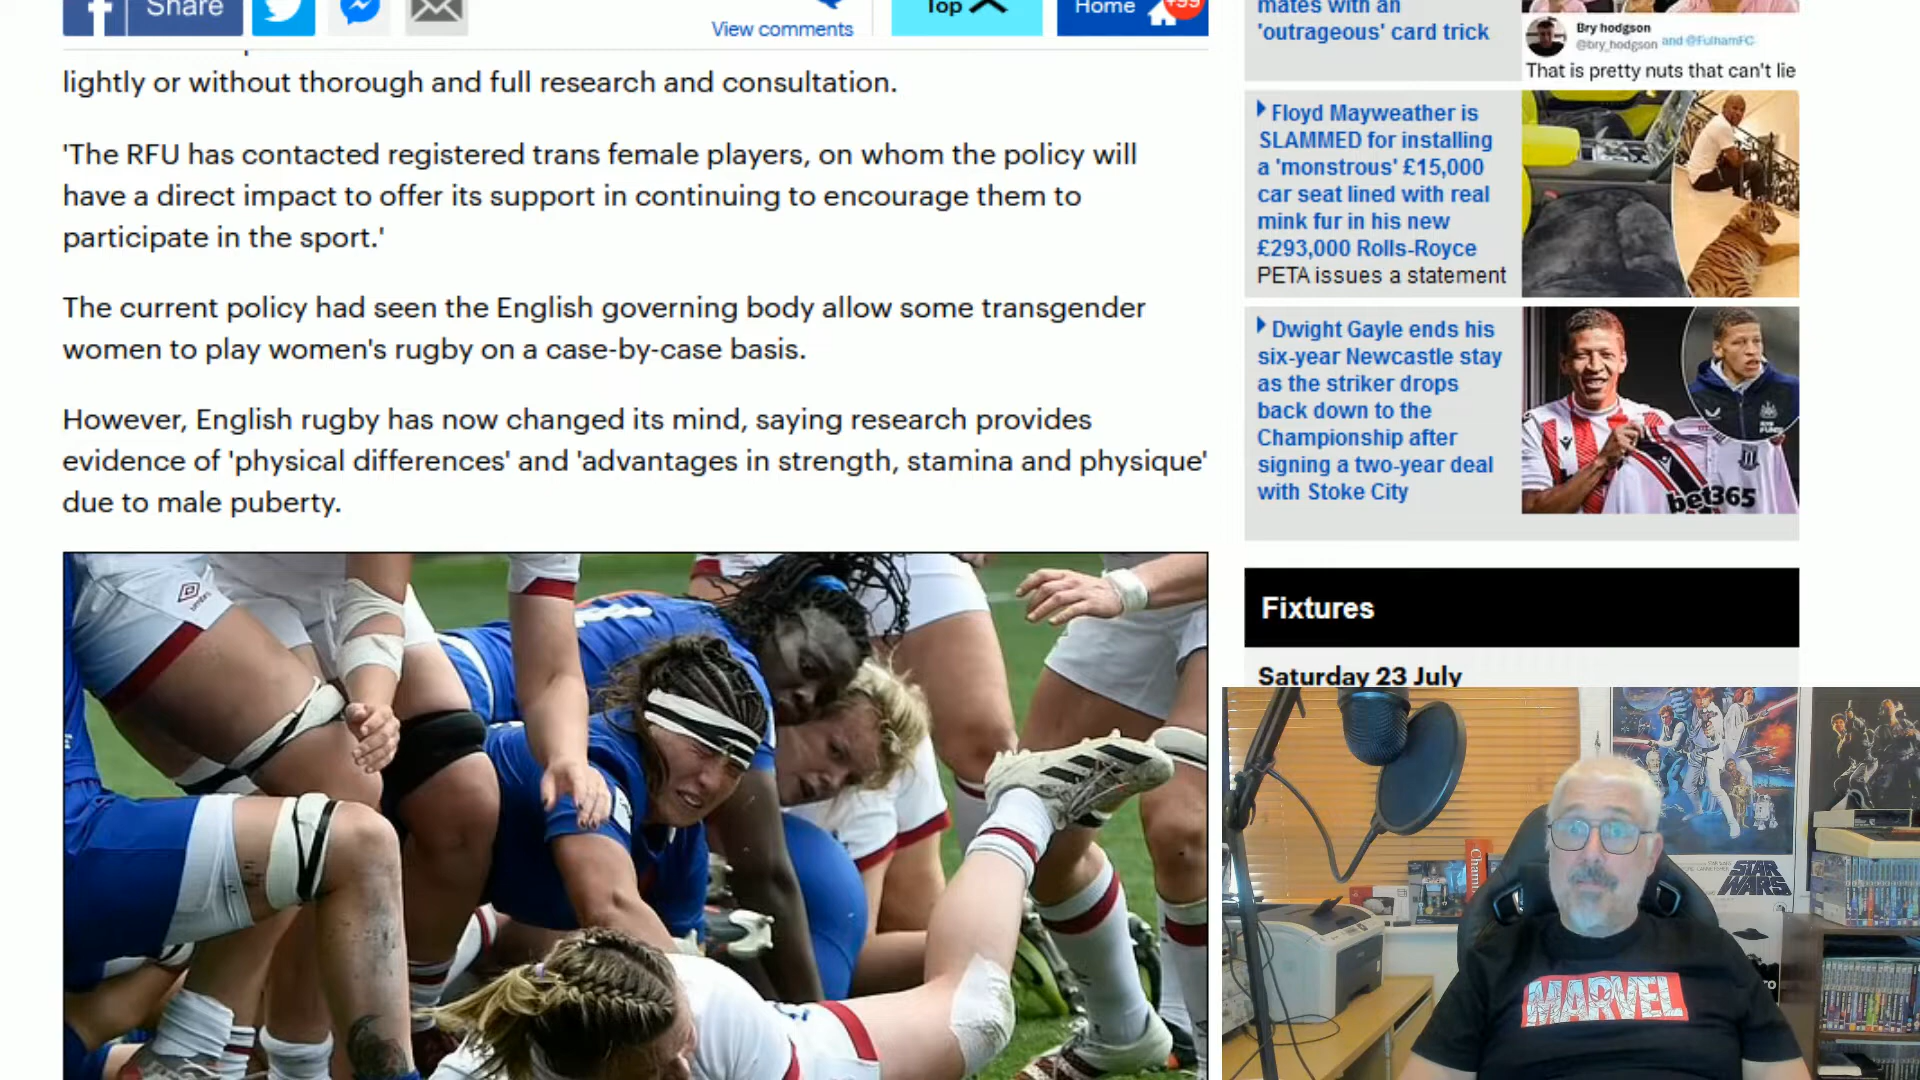 Share
View comments
Top
Home
+99
lightly or without thorough and full research and consultation.
'The RFU has contacted registered trans female players, on whom the policy will
have a direct impact to offer its support in continuing to encourage them to
participate in the sport.'
The current policy had seen the English governing body allow some transgender
women to play women's rugby on a case-by-case basis.
However, English rugby has now changed its mind, saying research provides
evidence of 'physical differences' and 'advantages in strength, stamina and physique'
due to male puberty.
umbro
mates with an
'outrageous' card trick
Bry hodgson
@bry_hodgson and @FulhamFC
That is pretty nuts that can't lie
Floyd Mayweather is
SLAMMED for installing
a 'monstrous' £15,000
car seat lined with real
mink fur in his new
£293,000 Rolls-Royce
PETA issues a statement
Dwight Gayle ends his
six-year Newcastle stay
as the striker drops
back down to the
Championship after
signing a two-year deal
with Stoke City
bet365
Fixtures
Saturday 23 July
STAR
WARS
MARVEL